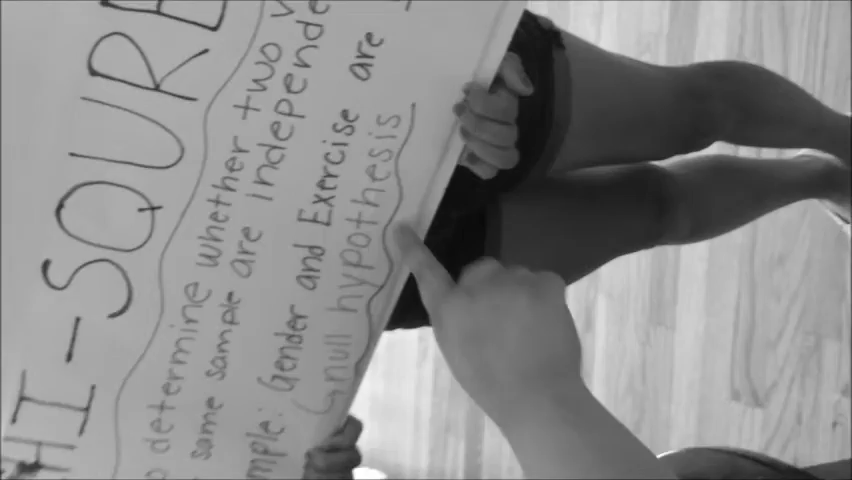 HI-SQURE
o determine whether two v
same sample are independe
mple: Gender and Exercise are
null hypothesis